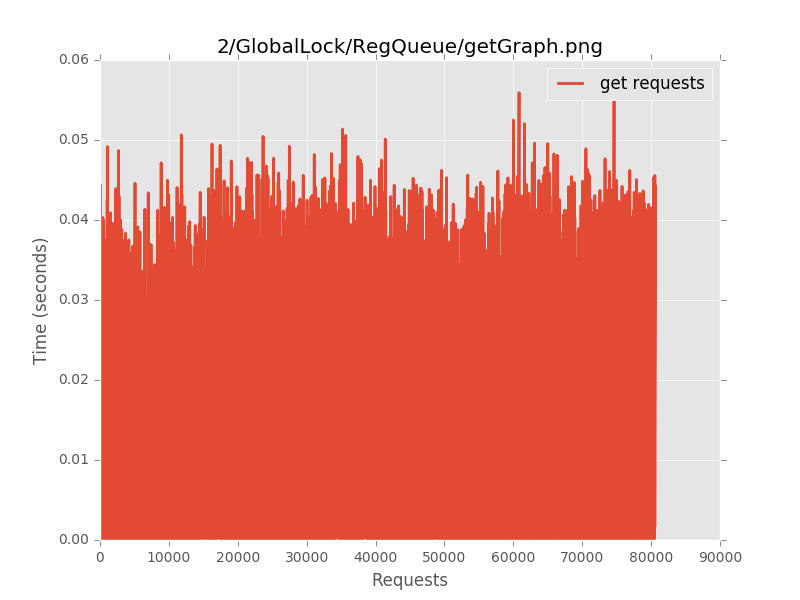 2/GlobalLock/RegQueue/getGraph.png
get requests
0.06
0.05
0.04
0.03
0.02
0.01
0.00
Time (seconds)
0 10000 20000 30000 40000 50000 60000 70000 80000 90000
Requests